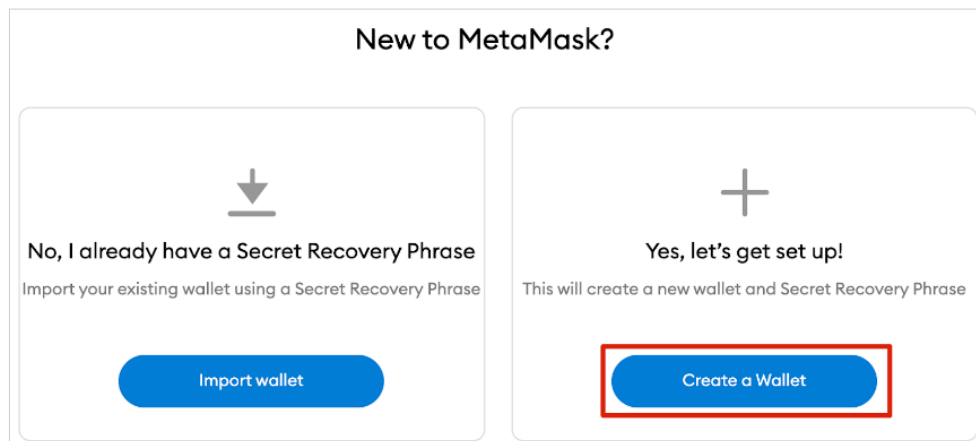 New to MetaMask?
No, I already have a Secret Recovery Phrase
Import your existing wallet using a Secret Recovery Phrase
Import wallet
Yes, let's get set up!
This will create a new wallet and Secret Recovery Phrase
Create a Wallet